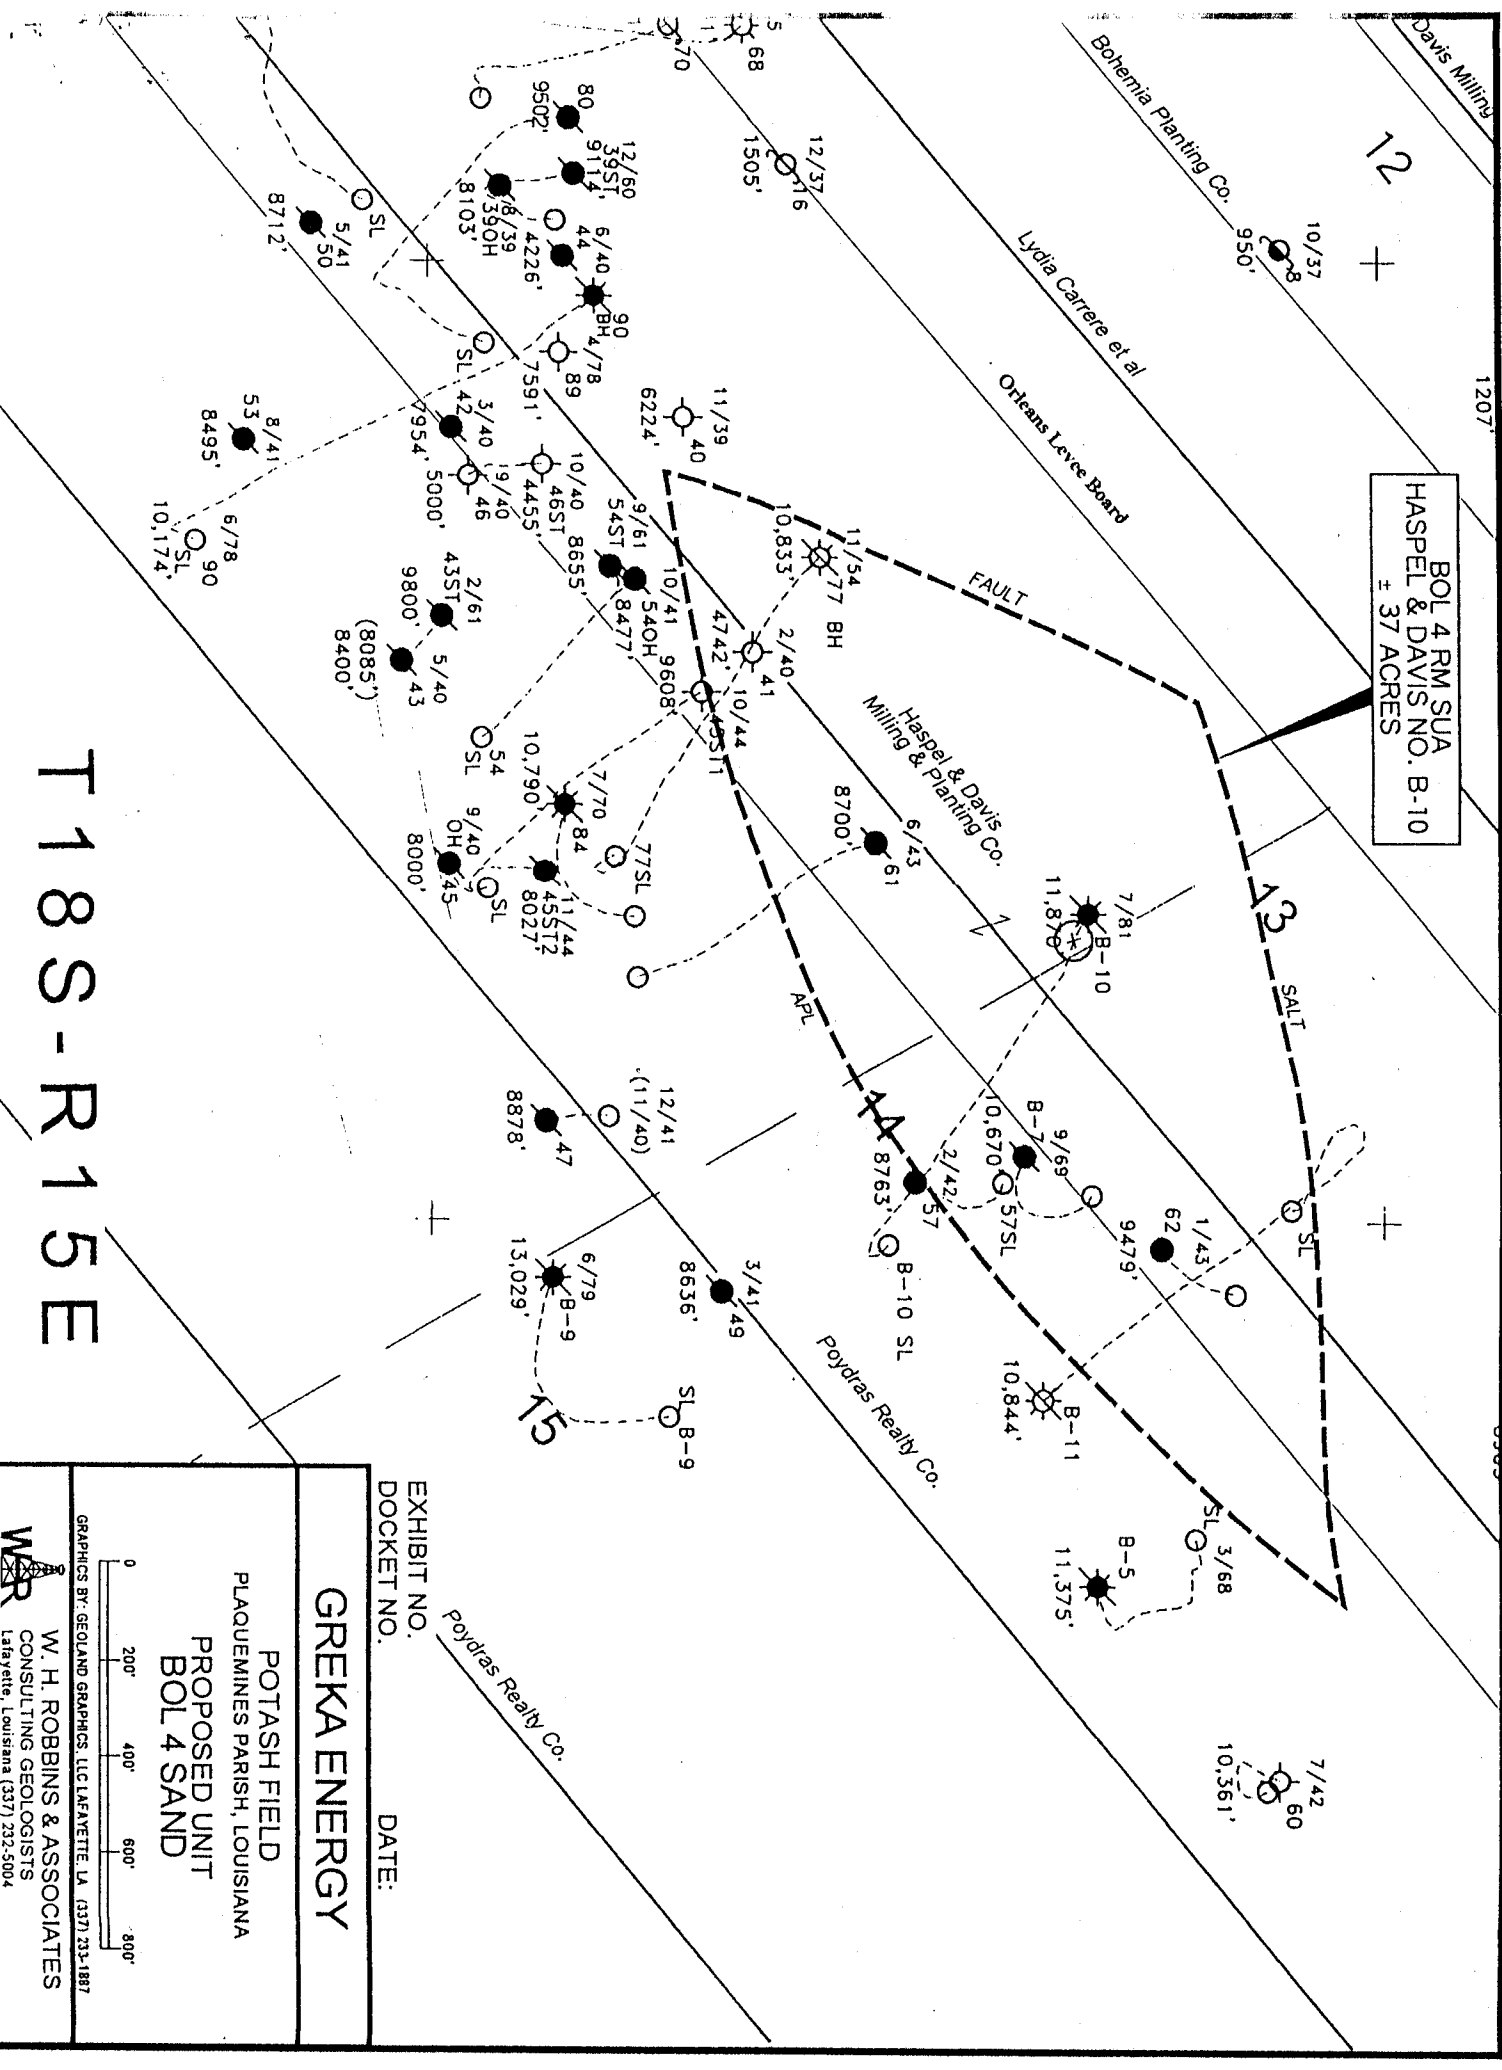 Davis Milling
Bohemia Planting Co.
12
10/37
8
950'
1207'
Lydia Carrere et al
Orleans Levee Board
12/37
16
1505'
5
68
70
BOL 4 RM SUA
HASPEL & DAVIS NO. B-10
± 37 ACRES
80
9502'
12/60
39ST
9114'
8/39
39OH
8103'
6/40
44
4226'
90
BH
4/78
89
7591'
11/39
40
6224'
SL
5/41
50
8712'
SL
3/40
42
7954'
10/40
46ST
4455'
9/40
46
5000'
8/41
53
8495'
6/78
90
SL
10,174'
9/61
54ST
8655'
10/41
54OH
8477'
2/61
43ST
9800'
5/40
43
(8085')
8400'
54
SL
11/54
77 BH
10,833'
FAULT
2/40
41
4742'
10/44
45ST1
9608'
Haspel & Davis
Milling & Planting Co.
7/70
84
10,790'
77SL
11/44
45ST2
8027'
9/40
OH
45
8000'
SL
6/43
61
8700'
7/81
B-10
11,878'
13
SALT
APL
14
9/69
B-7
10,670'
57SL
2/42
57
8763'
B-10 SL
1/43
62
9479'
SL
B-11
10,844'
12/41
(11/40)
47
8878'
6/79
B-9
13,029'
3/41
49
8636'
SL B-9
15
Poydras Realty Co.
SL 3/68
B-5
11,375'
7/42
60
10,361'
Poydras Realty Co.
T18S-R15E
EXHIBIT NO.
DOCKET NO. DATE:
GREKA ENERGY
POTASH FIELD
PLAQUEMINES PARISH, LOUISIANA
PROPOSED UNIT
BOL 4 SAND
0 200' 400' 600' 800'
GRAPHICS BY: GEOLAND GRAPHICS, LLC LAFAYETTE, LA (337) 233-1887
WHR
W. H. ROBBINS & ASSOCIATES
CONSULTING GEOLOGISTS
Lafayette, Louisiana (337) 232-5004